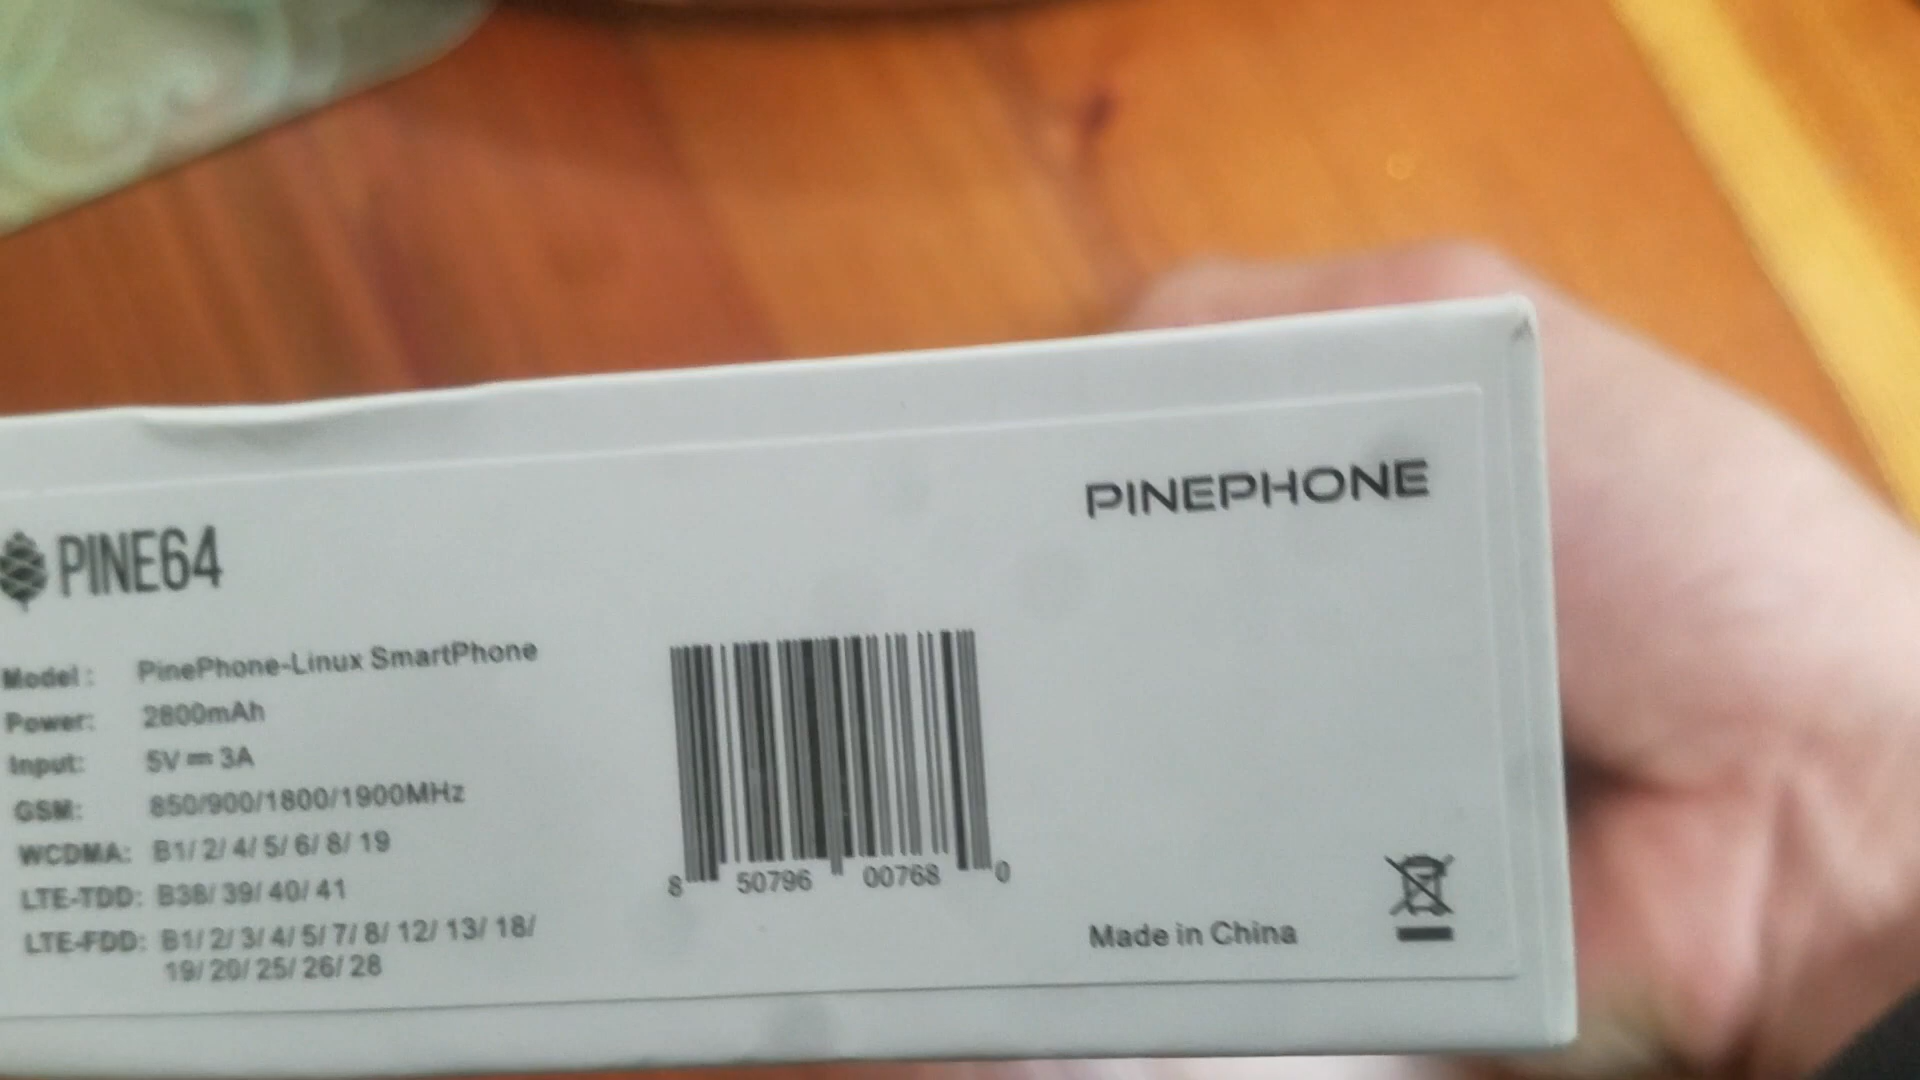 PINEPHONE
PINE64
Model : PinePhone-Linux SmartPhone
Power: 2800mAh
Input: 5V⎓3A
GSM: 850/900/1800/1900MHz
WCDMA: B1/ 2/ 4/ 5/ 6/ 8/ 19
LTE-TDD: B38/ 39/ 40/ 41
LTE-FDD: B1/ 2/ 3/ 4/ 5/ 7/ 8/ 12/ 13/ 18/
19/ 20/ 25/ 26/ 28
8 50796 00768 0
Made in China